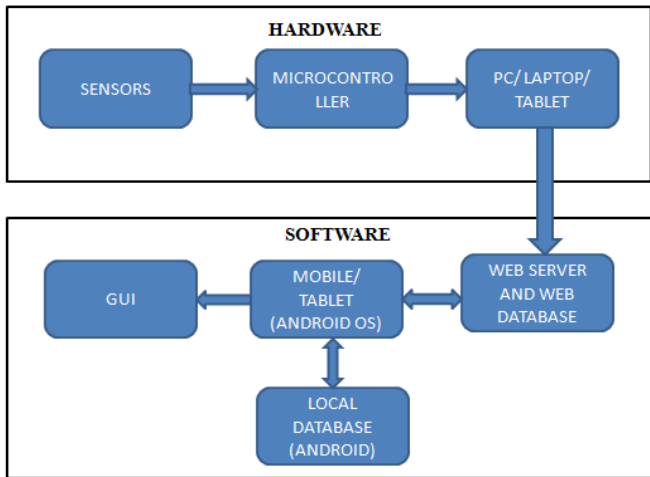 HARDWARE
SENSORS
MICROCONTRO
LLER
PC/ LAPTOP/
TABLET
SOFTWARE
GUI
MOBILE/
TABLET
(ANDROID OS)
WEB SERVER
AND WEB
DATABASE
LOCAL
DATABASE
(ANDROID)